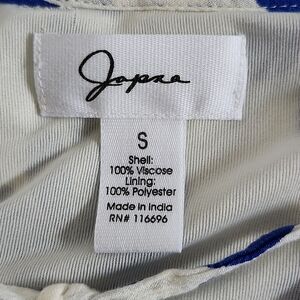 Japna
S
Shell:
100% Viscose
Lining:
100% Polyester
Made in India
RN# 116696